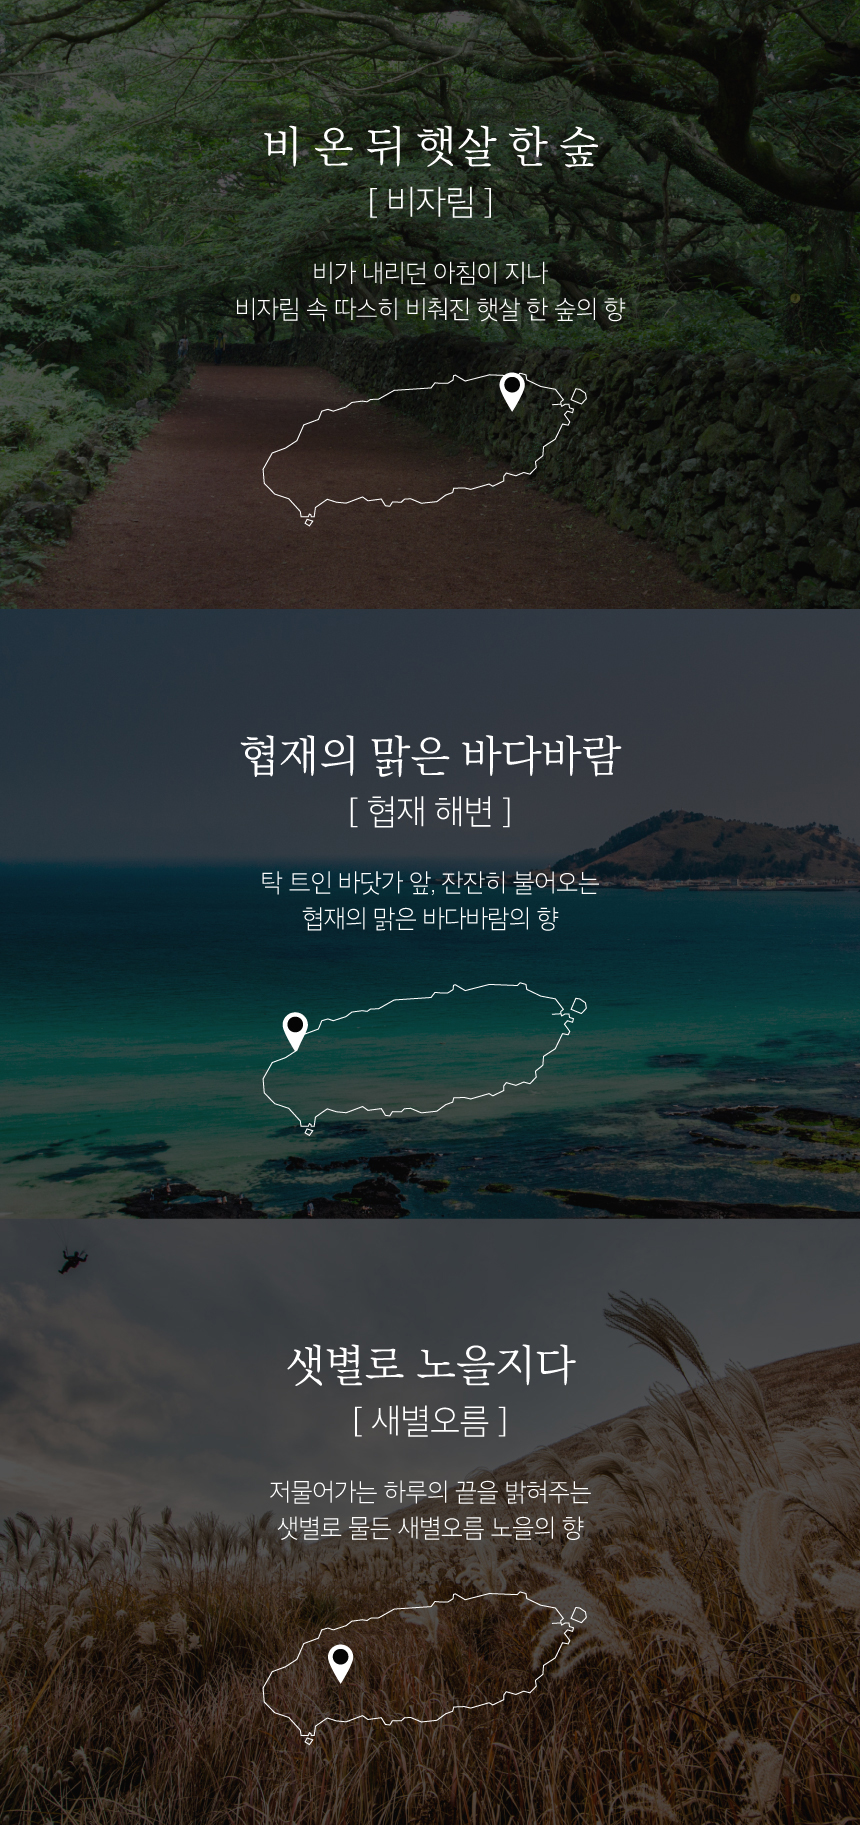 비 온 뒤 햇살 한 숲
[ 비자림 ]
비가 내리던 아침이 지나
비자림 속 따스히 비춰진 햇살 한 숲의 향
협재의 맑은 바다바람
[ 협재 해변 ]
탁 트인 바닷가 앞, 잔잔히 불어오는
협재의 맑은 바다바람의 향
샛별로 노을지다
[ 새별오름 ]
저물어가는 하루의 끝을 밝혀주는
샛별로 물든 새별오름 노을의 향